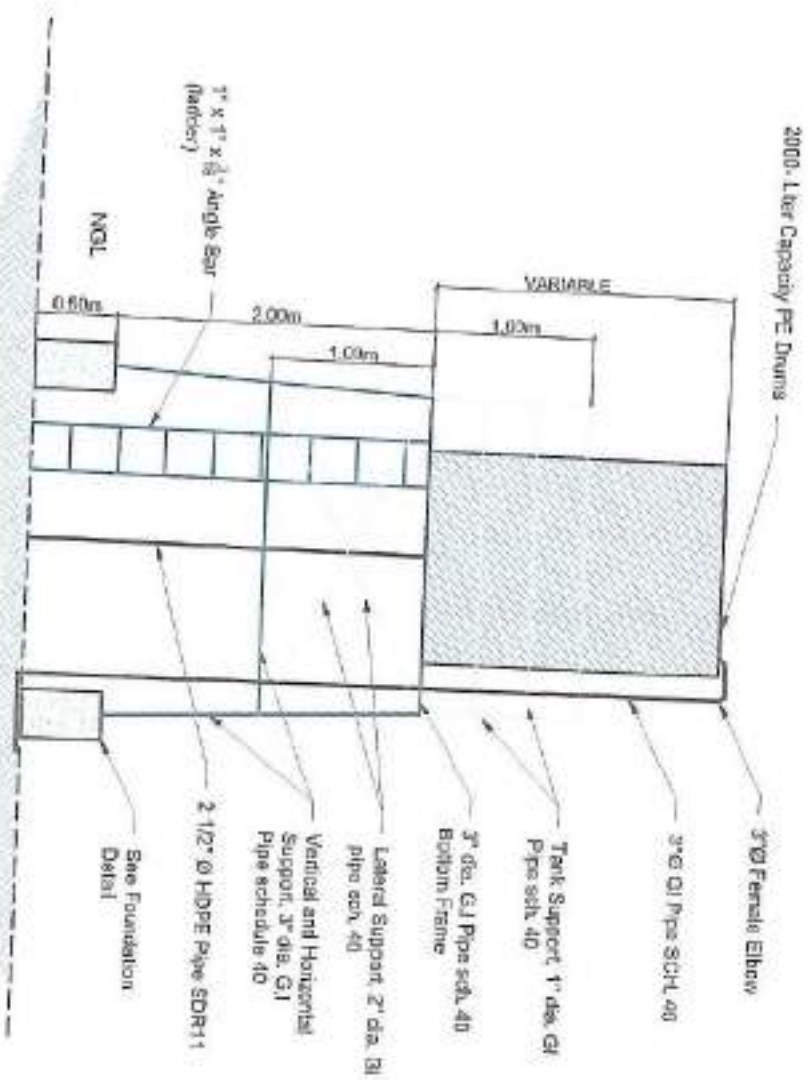 2000- Liter Capacity PE Drums
3"Ø Female Elbow
3"Ø GI Pipe SCH. 40
Tank Support, 1" dia. GI
Pipe sch. 40
3" dia. G.I Pipe sch. 40
Bottom Frame
Lateral Support, 2" dia. GI
pipe sch. 40
Vertical and Horizontal
Support, 3" dia. G.I
Pipe schedule 40
2 1/2" Ø HDPE Pipe SDR11
See Foundation
Detail
VARIABLE
1.00m
2.00m
1.00m
0.60m
1" x 1" x Angle Bar
(ladder)
NGL